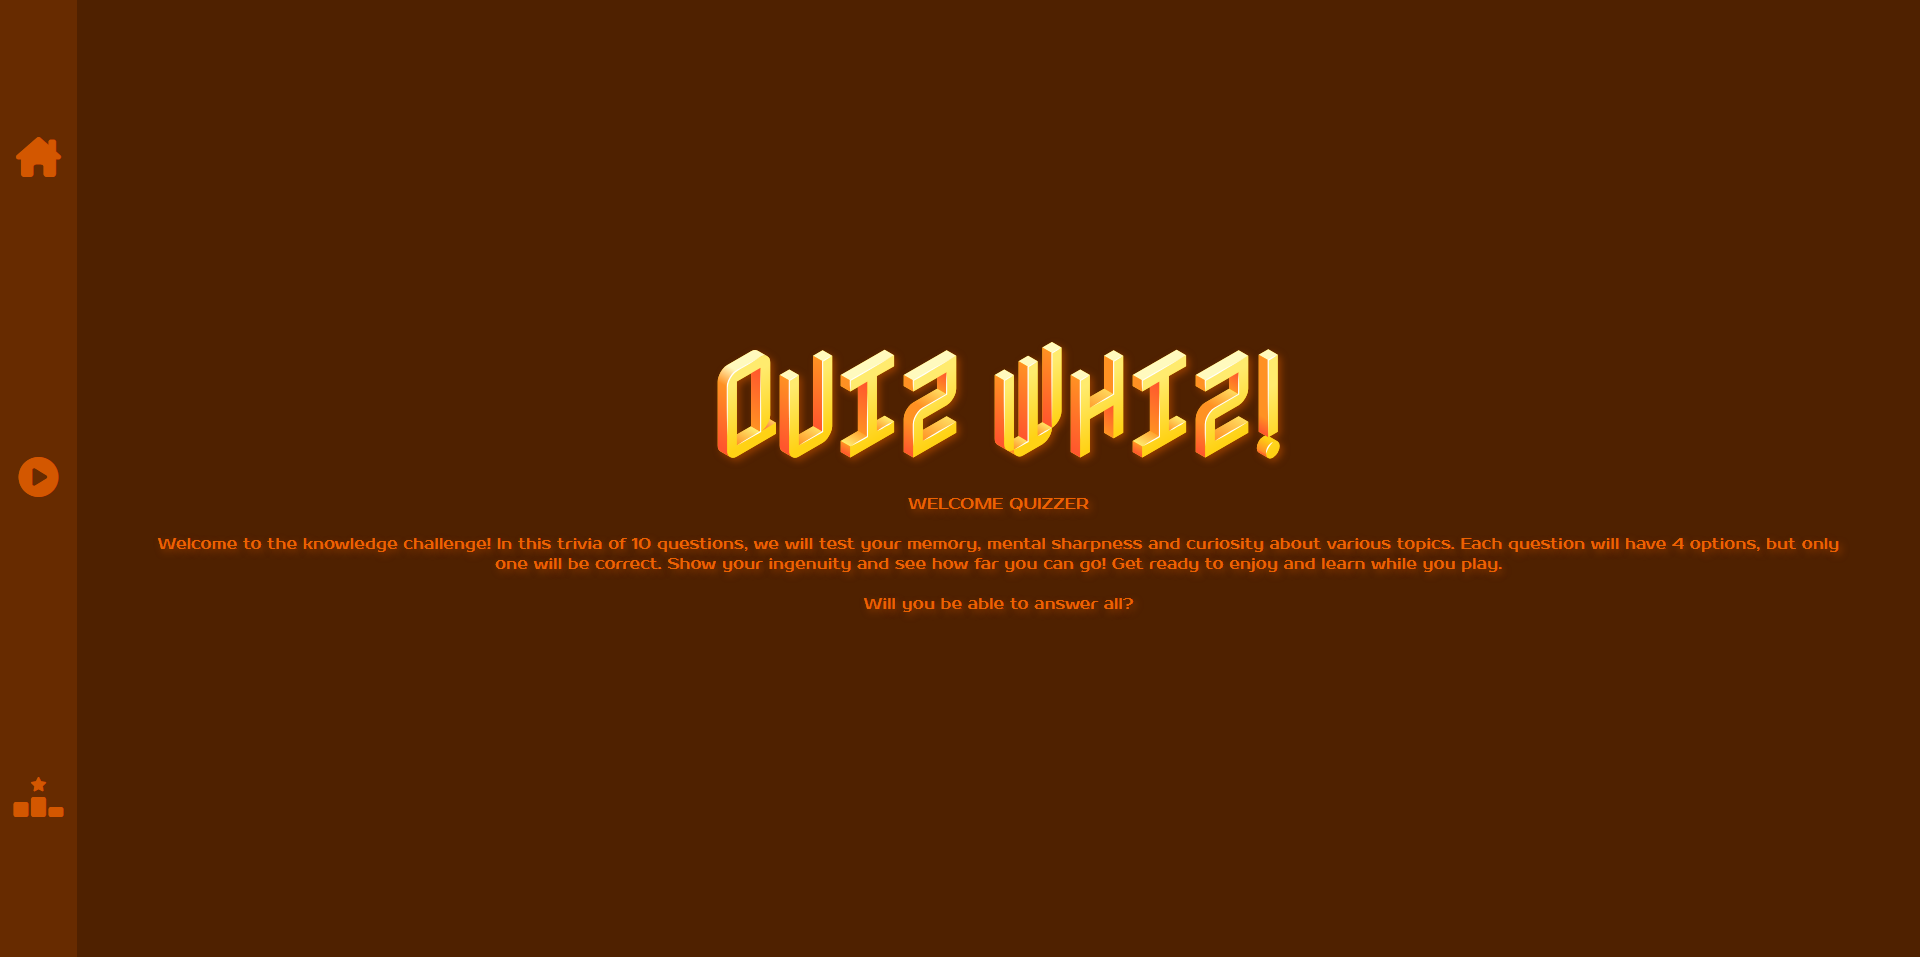 QUIZ WHIZ!
WELCOME QUIZZER
Welcome to the knowledge challenge! In this trivia of 10 questions, we will test your memory, mental sharpness and curiosity about various topics. Each question will have 4 options, but only
one will be correct. Show your ingenuity and see how far you can go! Get ready to enjoy and learn while you play.
Will you be able to answer all?